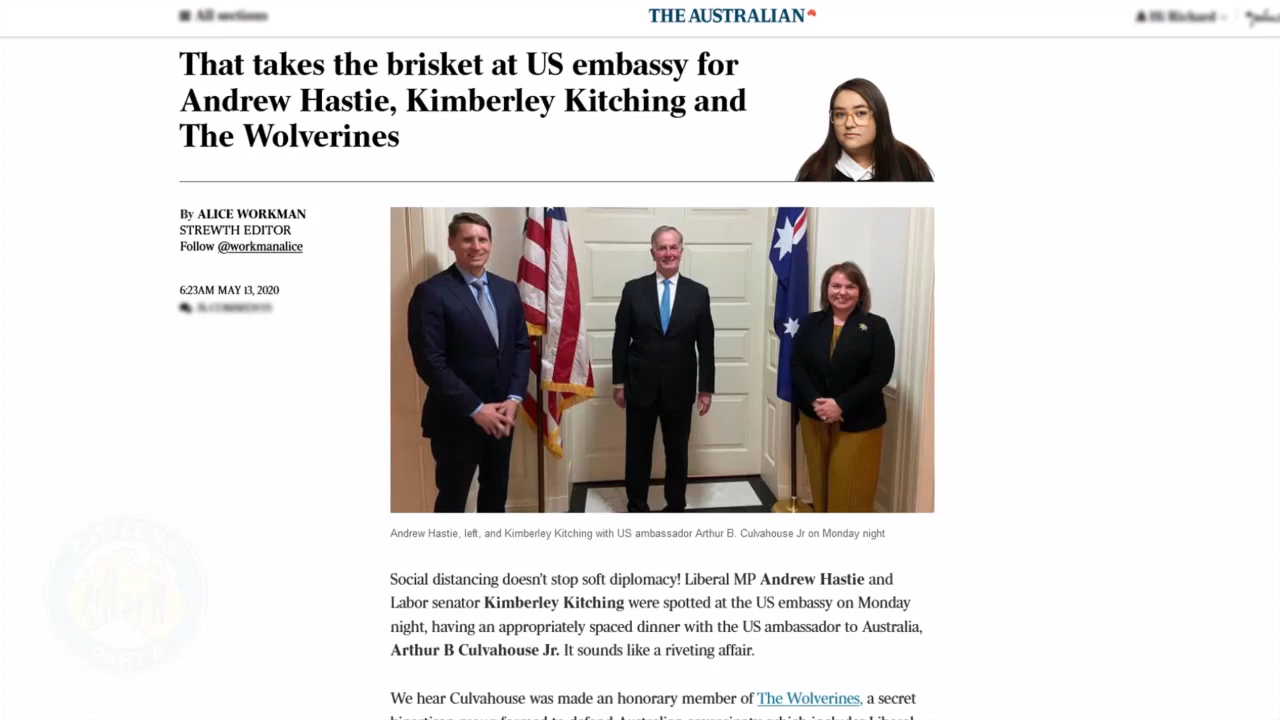 All sections
THE AUSTRALIAN
Hi Richard
That takes the brisket at US embassy for
Andrew Hastie, Kimberley Kitching and
The Wolverines
By ALICE WORKMAN
STREWTH EDITOR
Follow @workmanalice
6:23AM MAY 13, 2020
Andrew Hastie, left, and Kimberley Kitching with US ambassador Arthur B. Culvahouse Jr on Monday night
Social distancing doesn't stop soft diplomacy! Liberal MP Andrew Hastie and
Labor senator Kimberley Kitching were spotted at the US embassy on Monday
night, having an appropriately spaced dinner with the US ambassador to Australia,
Arthur B Culvahouse Jr. It sounds like a riveting affair.
We hear Culvahouse was made an honorary member of The Wolverines, a secret
CITIZENS
PARTY